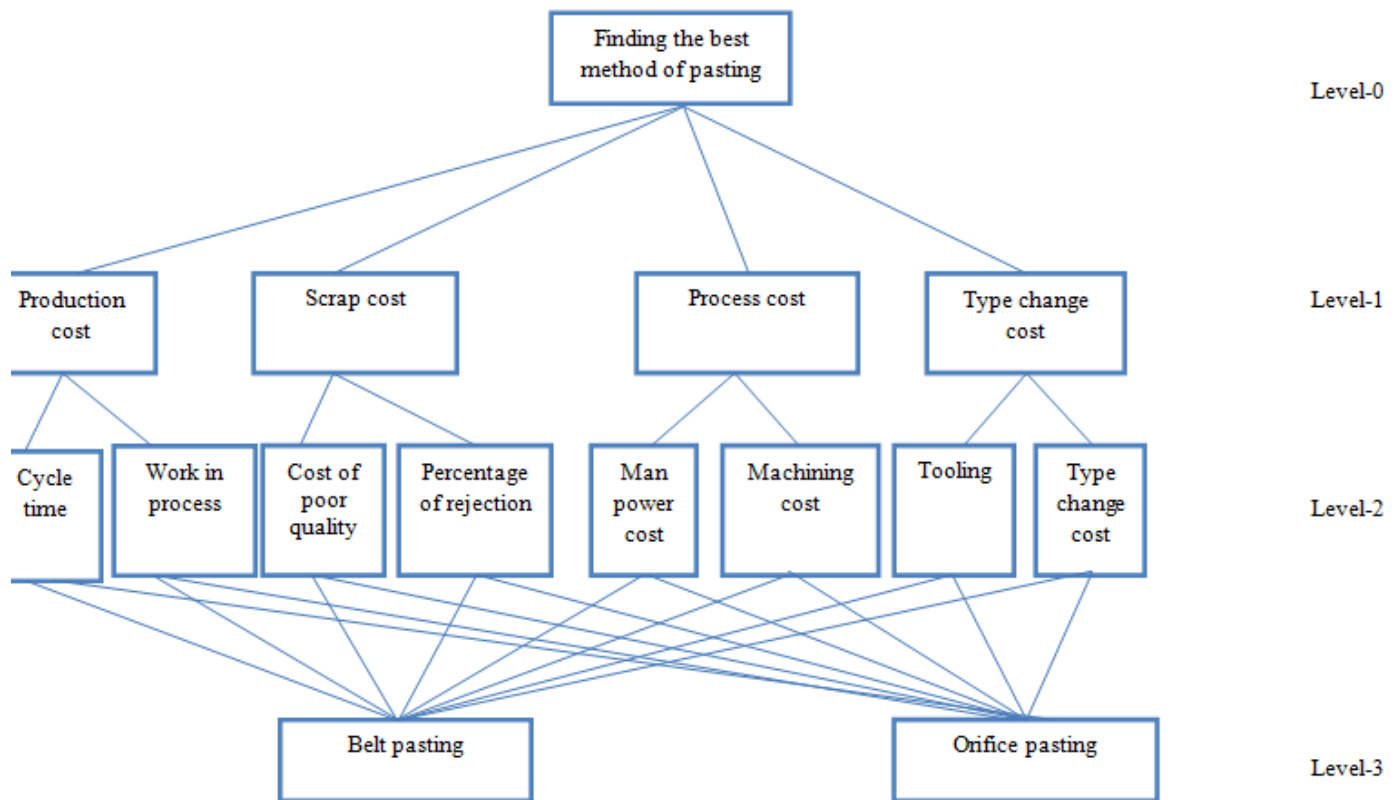 Finding the best
method of pasting
Level-0
Production
cost
Scrap cost
Process cost
Type change
cost
Level-1
Cycle
time
Work in
process
Cost of
poor
quality
Percentage
of rejection
Man
power
cost
Machining
cost
Tooling
Type
change
cost
Level-2
Belt pasting
Orifice pasting
Level-3